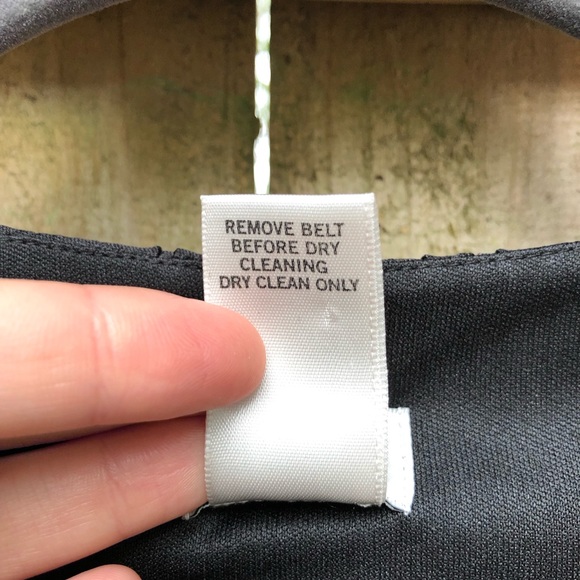 REMOVE BELT
BEFORE DRY
CLEANING
DRY CLEAN ONLY